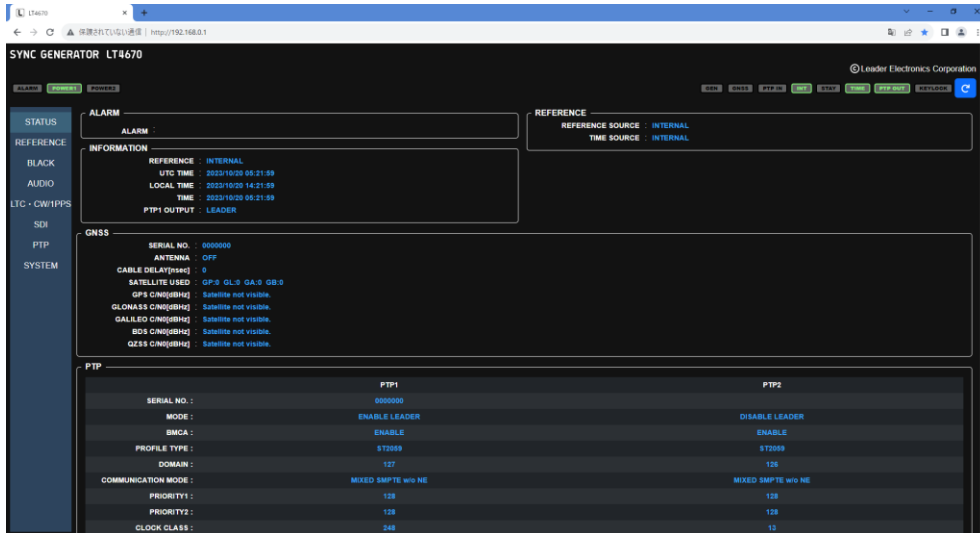 LT4670
保護されていない通信 | http://192.168.0.1
SYNC GENERATOR LT4670
©Leader Electronics Corporation
ALARM POWER1 POWER2
GEN GNSS PTP IN INT STAY TIME PTP OUT KEYLOCK
STATUS
REFERENCE
BLACK
AUDIO
LTC・CW/1PPS
SDI
PTP
SYSTEM
ALARM
ALARM :
REFERENCE
REFERENCE SOURCE : INTERNAL
TIME SOURCE : INTERNAL
INFORMATION
REFERENCE : INTERNAL
UTC TIME : 2023/10/20 05:21:59
LOCAL TIME : 2023/10/20 14:21:59
TIME : 2023/10/20 05:21:59
PTP1 OUTPUT : LEADER
GNSS
SERIAL NO. : 0000000
ANTENNA : OFF
CABLE DELAY[nsec] : 0
SATELLITE USED : GP:0 GL:0 GA:0 GB:0
GPS C/N0[dBHz] : Satellite not visible.
GLONASS C/N0[dBHz] : Satellite not visible.
GALILEO C/N0[dBHz] : Satellite not visible.
BDS C/N0[dBHz] : Satellite not visible.
QZSS C/N0[dBHz] : Satellite not visible.
PTP
PTP1 PTP2
SERIAL NO. : 0000000
MODE : ENABLE LEADER DISABLE LEADER
BMCA : ENABLE ENABLE
PROFILE TYPE : ST2059 ST2059
DOMAIN : 127 126
COMMUNICATION MODE : MIXED SMPTE w/o NE MIXED SMPTE w/o NE
PRIORITY1 : 128 128
PRIORITY2 : 128 128
CLOCK CLASS : 248 13